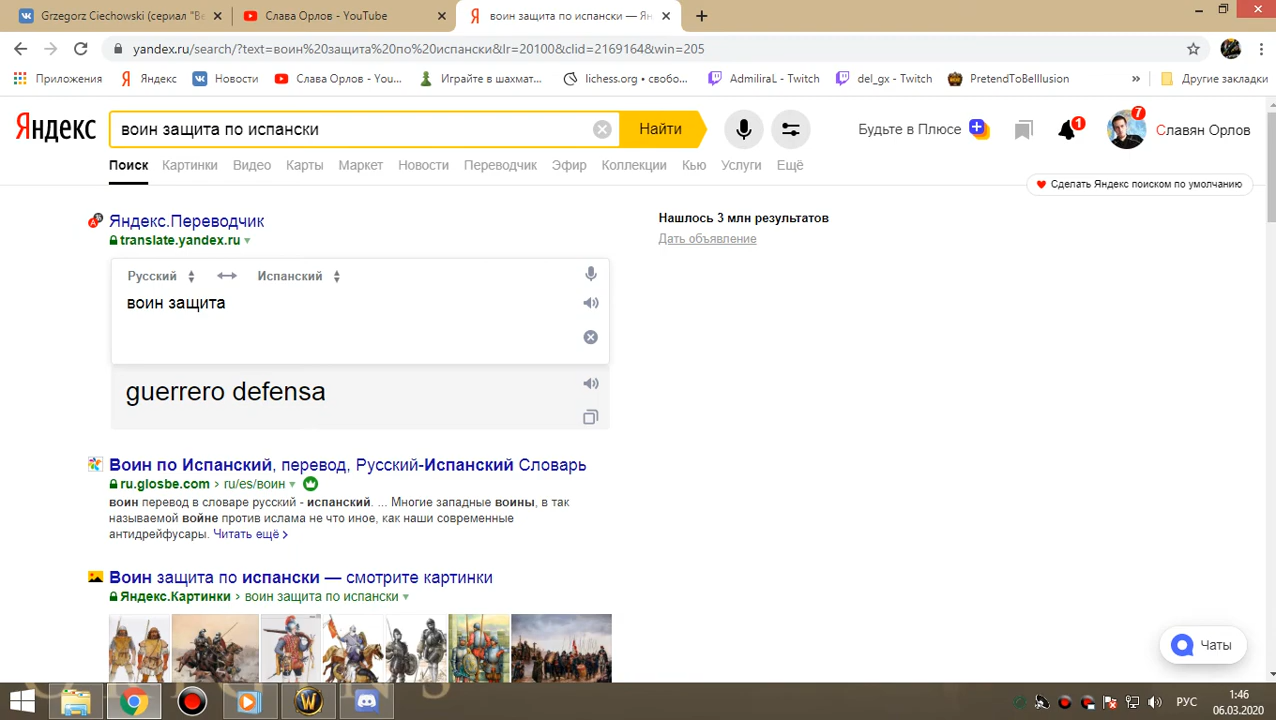 Grzegorz Ciechowski (сериал "Ве
Слава Орлов - YouTube
воин защита по испански — Ян
yandex.ru/search/?text=воин%20защита%20по%20испански&lr=20100&clid=2169164&win=205
Приложения
Яндекс
Новости
Слава Орлов - You...
Играйте в шахмат...
lichess.org • свобо...
AdmiralL - Twitch
del_gx - Twitch
PretendToBeIllusion
»
Другие закладки
Яндекс
воин защита по испански
Найти
Будьте в Плюсе
1
7
Славян Орлов
Поиск
Картинки
Видео
Карты
Маркет
Новости
Переводчик
Эфир
Коллекции
Кью
Услуги
Ещё
Сделать Яндекс поиском по умолчанию
Яндекс.Переводчик
translate.yandex.ru
Нашлось 3 млн результатов
Дать объявление
Русский
Испанский
воин защита
guerrero defensa
Воин по Испанский, перевод, Русский-Испанский Словарь
ru.glosbe.com › ru/es/воин
воин перевод в словаре русский - испанский. ... Многие западные воины, в так
называемой войне против ислама не что иное, как наши современные
антидрейфусары. Читать ещё ›
Воин защита по испански — смотрите картинки
Яндекс.Картинки › воин защита по испански
Чаты
РУС
1:46
06.03.2020